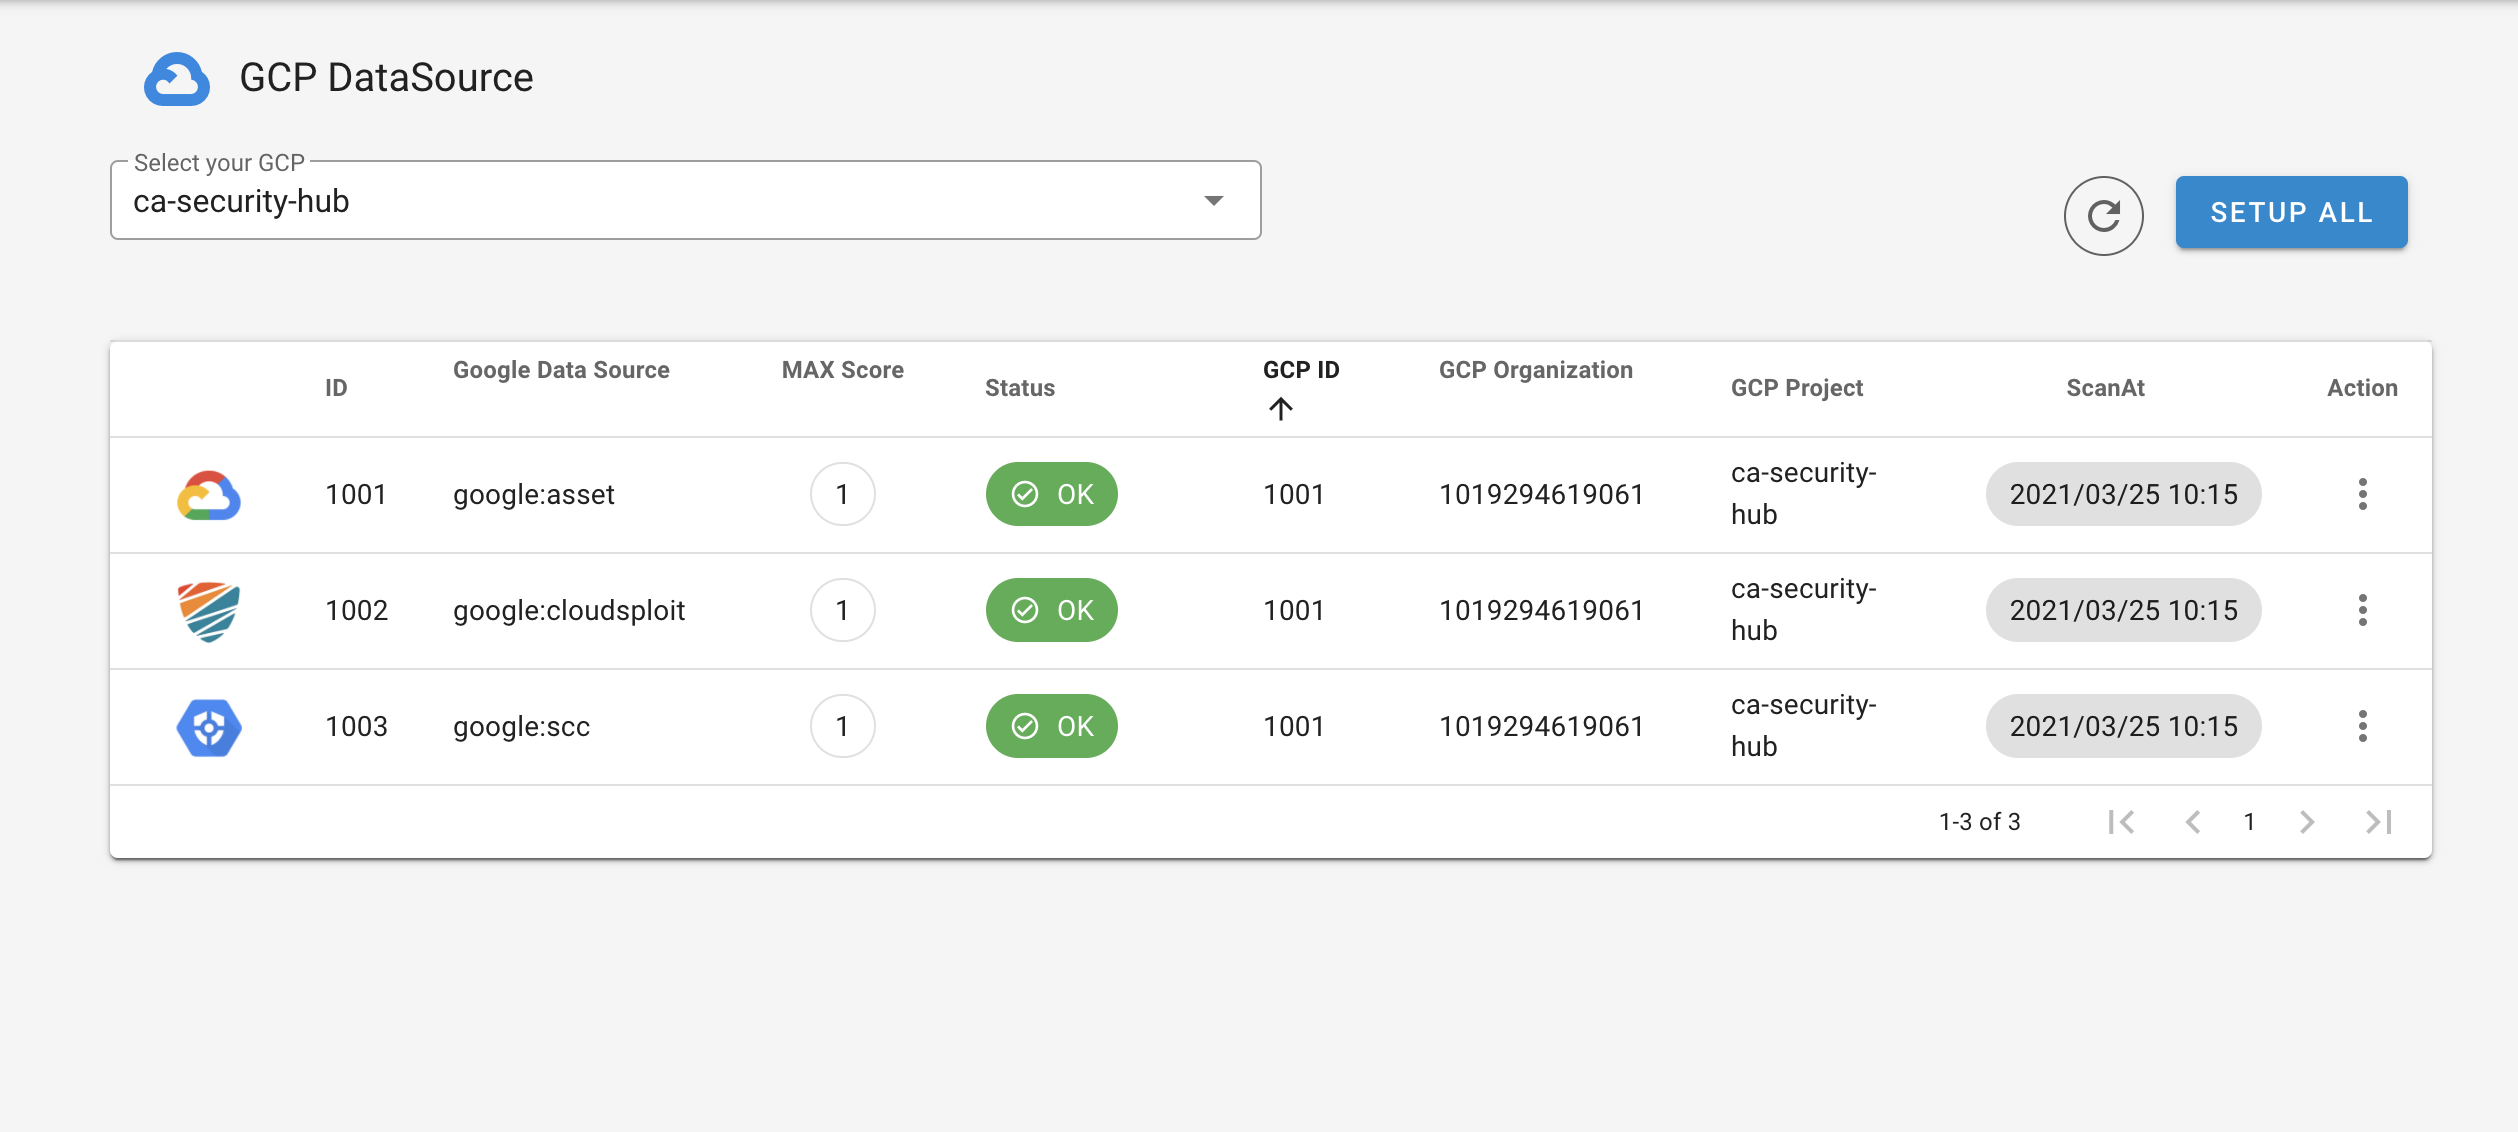 GCP DataSource
Select your GCP
ca-security-hub
SETUP ALL
ID Google Data Source MAX Score Status GCP ID GCP Organization GCP Project ScanAt Action
1001 google:asset 1 OK 1001 1019294619061 ca-security-
hub 2021/03/25 10:15
1002 google:cloudsploit 1 OK 1001 1019294619061 ca-security-
hub 2021/03/25 10:15
1003 google:scc 1 OK 1001 1019294619061 ca-security-
hub 2021/03/25 10:15
1-3 of 3 1